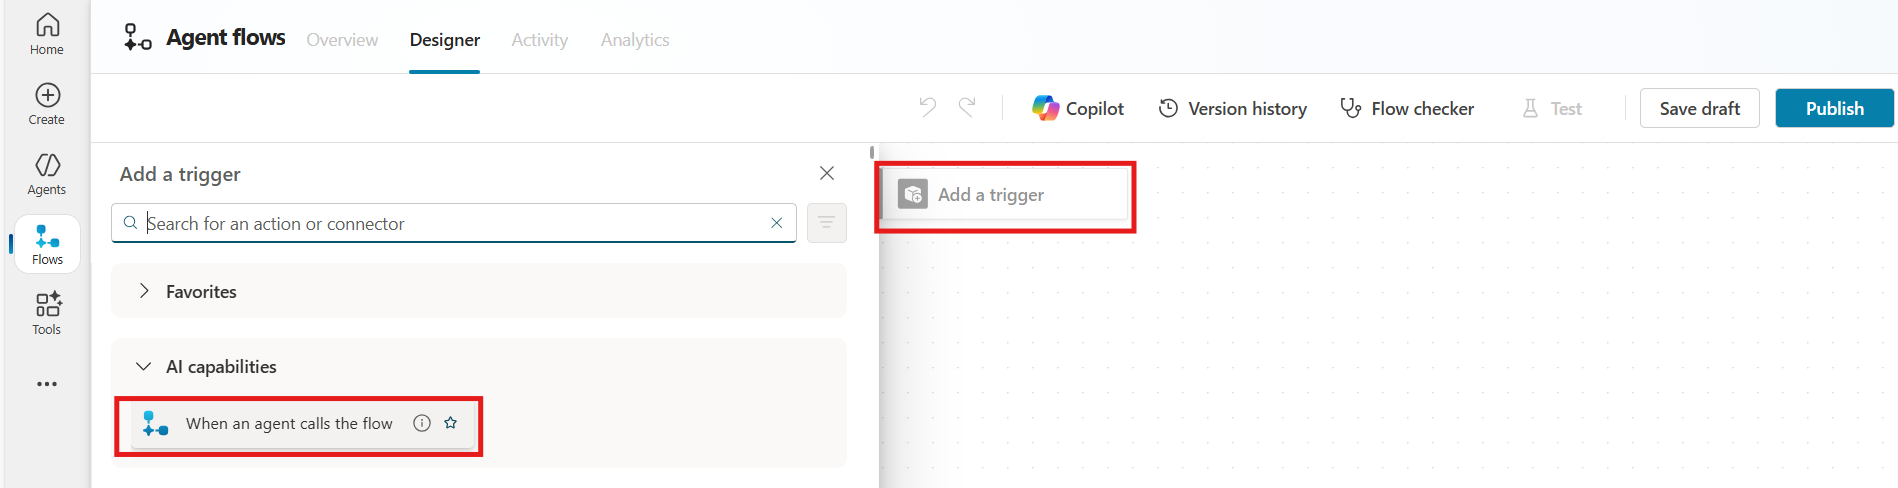 Home
Create
Agents
Flows
Tools
Agent flows
Overview
Designer
Activity
Analytics
Copilot
Version history
Flow checker
Test
Save draft
Publish
Add a trigger
Search for an action or connector
Favorites
AI capabilities
When an agent calls the flow
Add a trigger